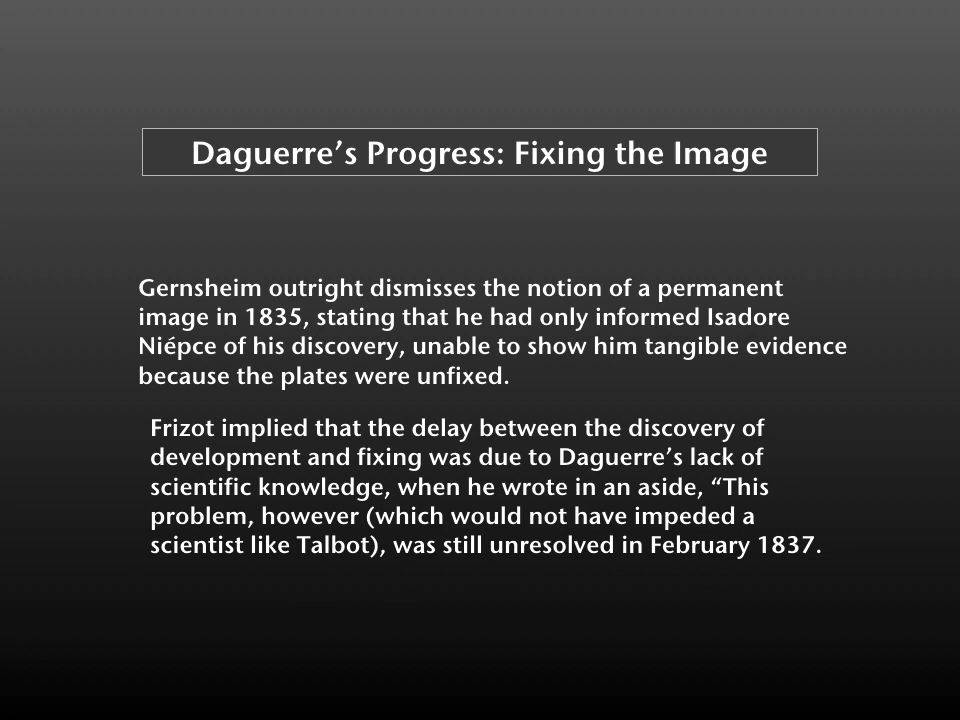 Daguerre’s Progress: Fixing the Image
Gernsheim outright dismisses the notion of a permanent
image in 1835, stating that he had only informed Isadore
Niépce of his discovery, unable to show him tangible evidence
because the plates were unfixed.
Frizot implied that the delay between the discovery of
development and fixing was due to Daguerre’s lack of
scientific knowledge, when he wrote in an aside, “This
problem, however (which would not have impeded a
scientist like Talbot), was still unresolved in February 1837.